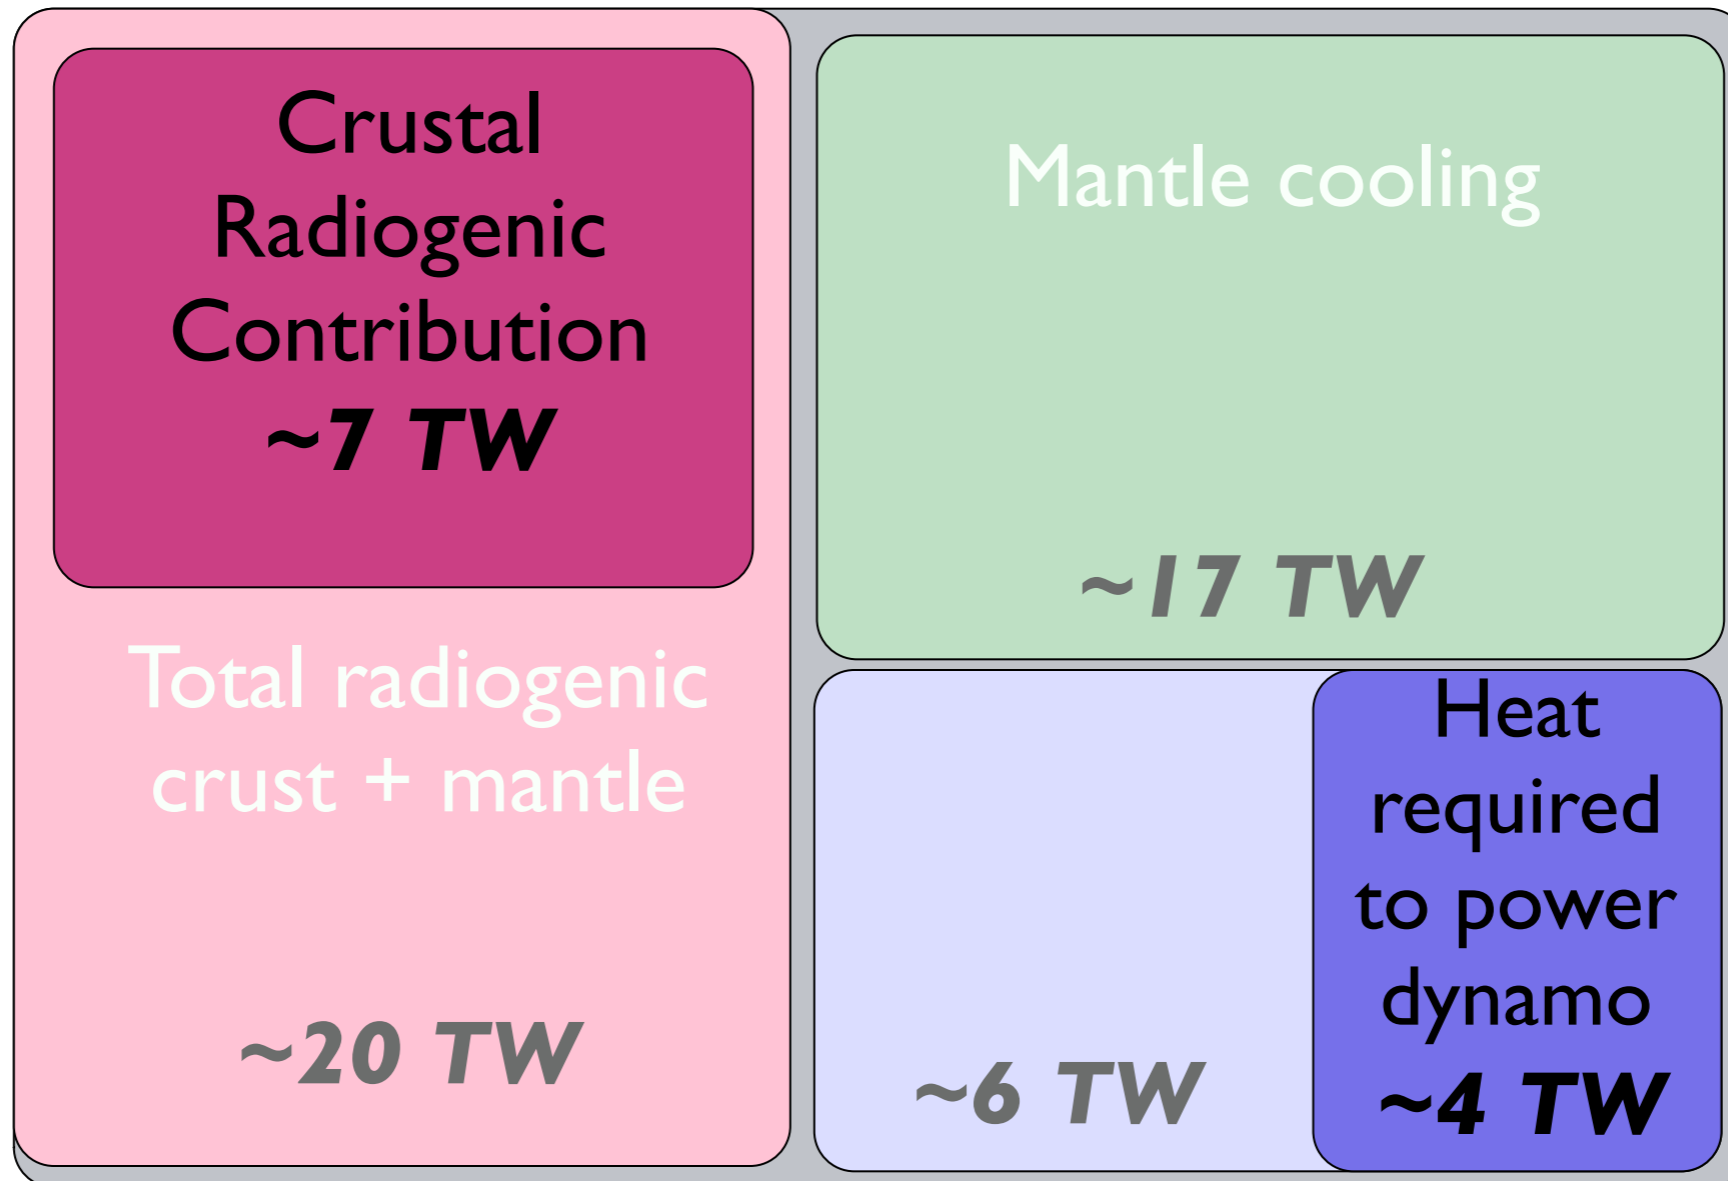 Crustal
Radiogenic
Contribution
~7 TW
Total radiogenic
crust + mantle
~20 TW
Mantle cooling
~17 TW
~6 TW
Heat
required
to power
dynamo
~4 TW